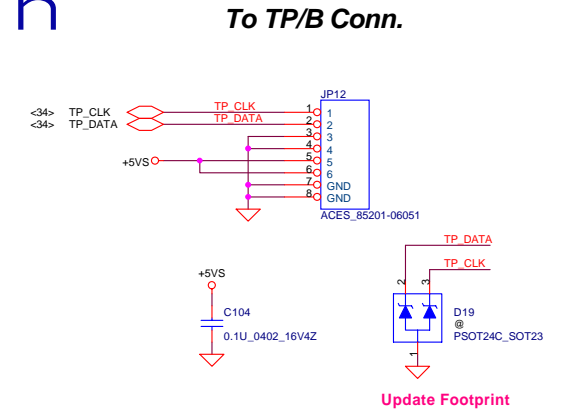 h
To TP/B Conn.
JP12
<34> TP_CLK TP_CLK 1 1
<34> TP_DATA TP_DATA 2 2
3 3
4 4
+5VS 5 5
6 6
7 GND
8 GND
ACES_85201-06051
TP_DATA
TP_CLK
+5VS
2 3
C104
0.1U_0402_16V4Z
D19
@
PSOT24C_SOT23
1
Update Footprint